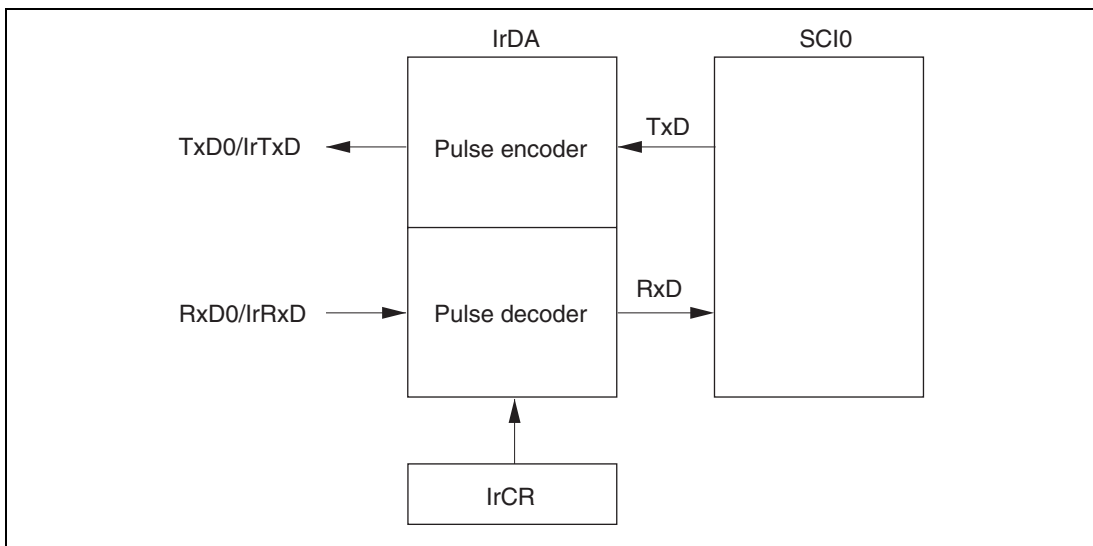 IrDA
SCI0
TxD0/IrTxD
Pulse encoder
TxD
RxD0/IrRxD
Pulse decoder
RxD
IrCR